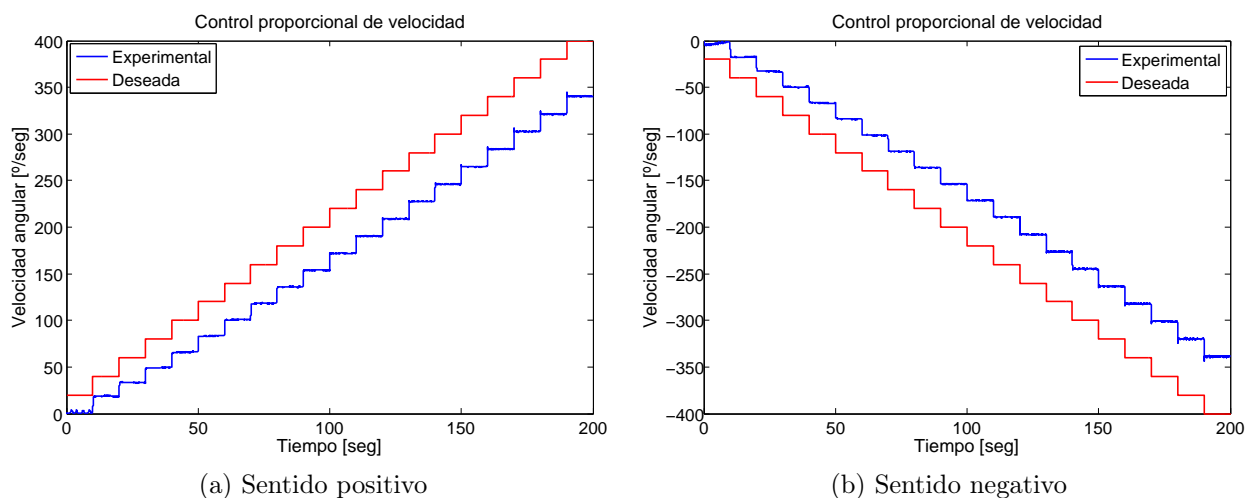 Control proporcional de velocidad
Experimental
Deseada
400
350
300
250
200
150
100
50
0
Velocidad angular [º/seg]
0 50 100 150 200
Tiempo [seg]
(a) Sentido positivo
Control proporcional de velocidad
Experimental
Deseada
0
−50
−100
−150
−200
−250
−300
−350
−400
Velocidad angular [º/seg]
0 50 100 150 200
Tiempo [seg]
(b) Sentido negativo